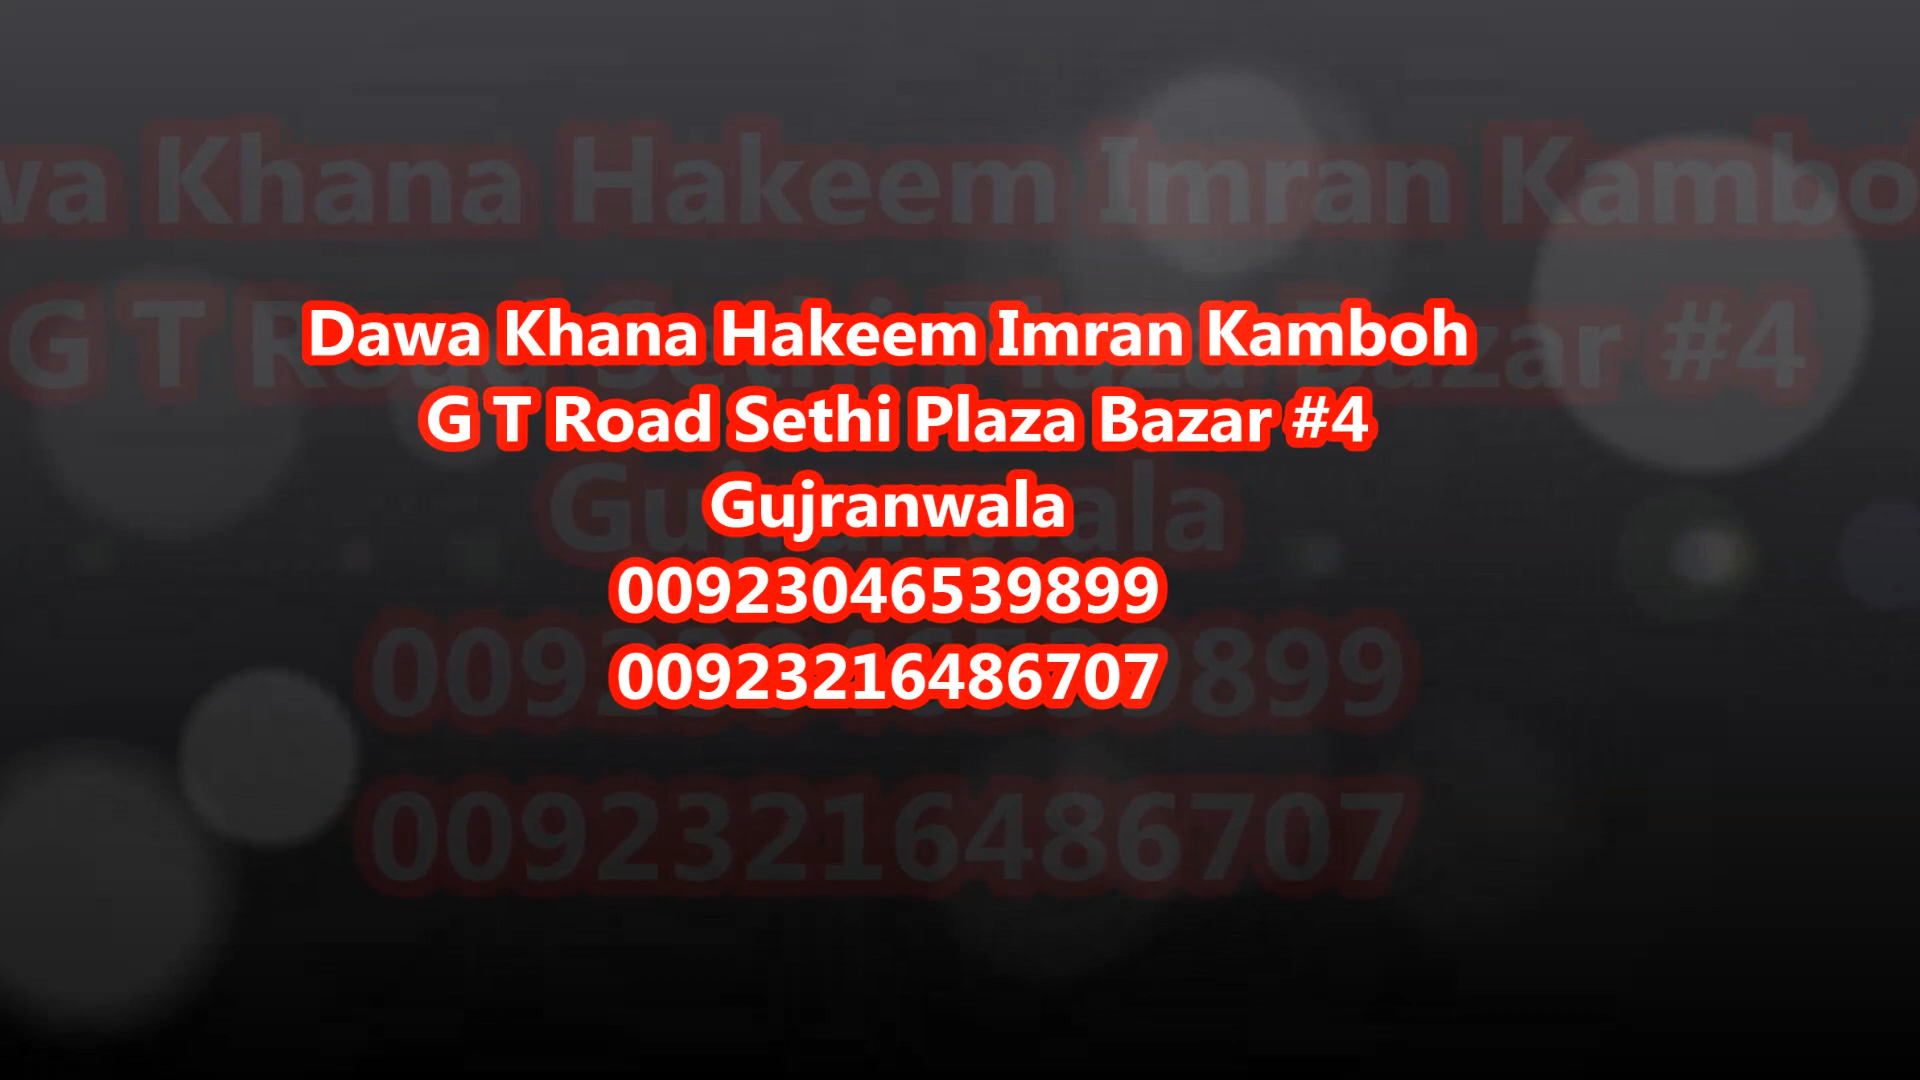 Dawa Khana Hakeem Imran Kamboh
G T Road Sethi Plaza Bazar #4
Gujranwala
00923046539899
00923216486707